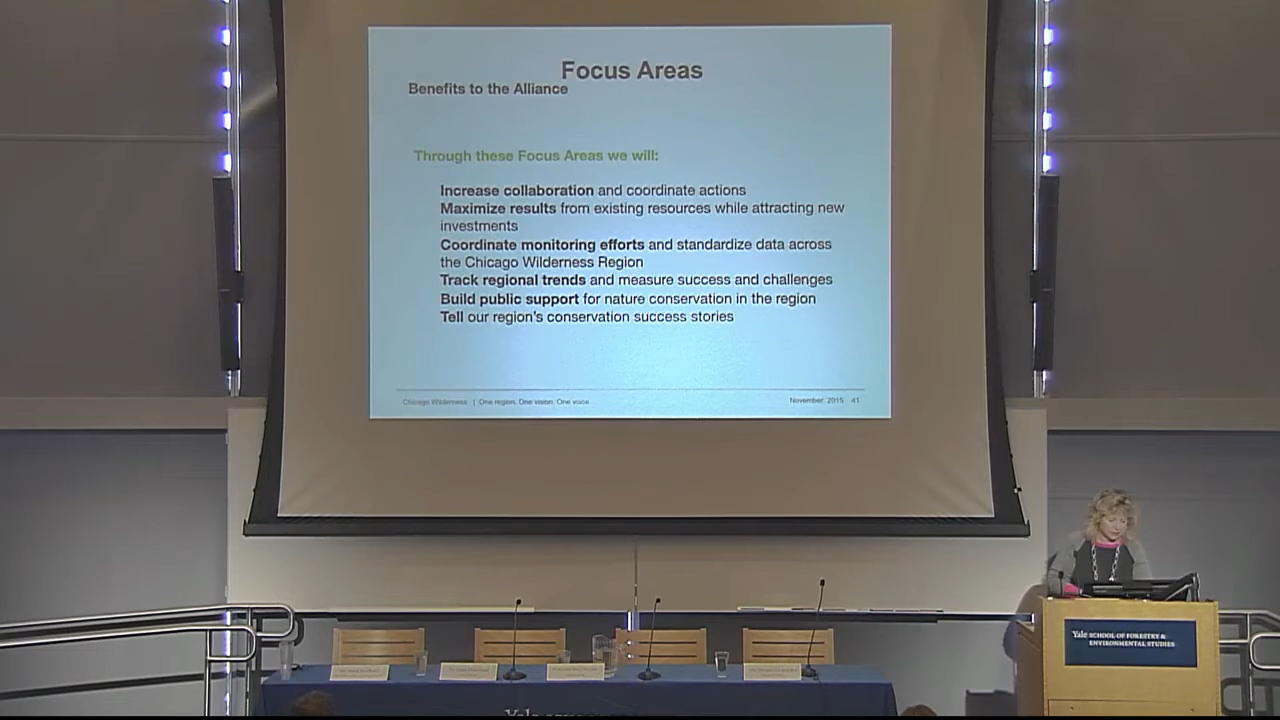 Focus Areas
Benefits to the Alliance
Through these Focus Areas we will:
Increase collaboration and coordinate actions
Maximize results from existing resources while attracting new
investments
Coordinate monitoring efforts and standardize data across
the Chicago Wilderness Region
Track regional trends and measure success and challenges
Build public support for nature conservation in the region
Tell our region's conservation success stories
Chicago Wilderness | One region. One vision. One voice
November 2015 41
Yale SCHOOL OF FORESTRY &
ENVIRONMENTAL STUDIES
Yale